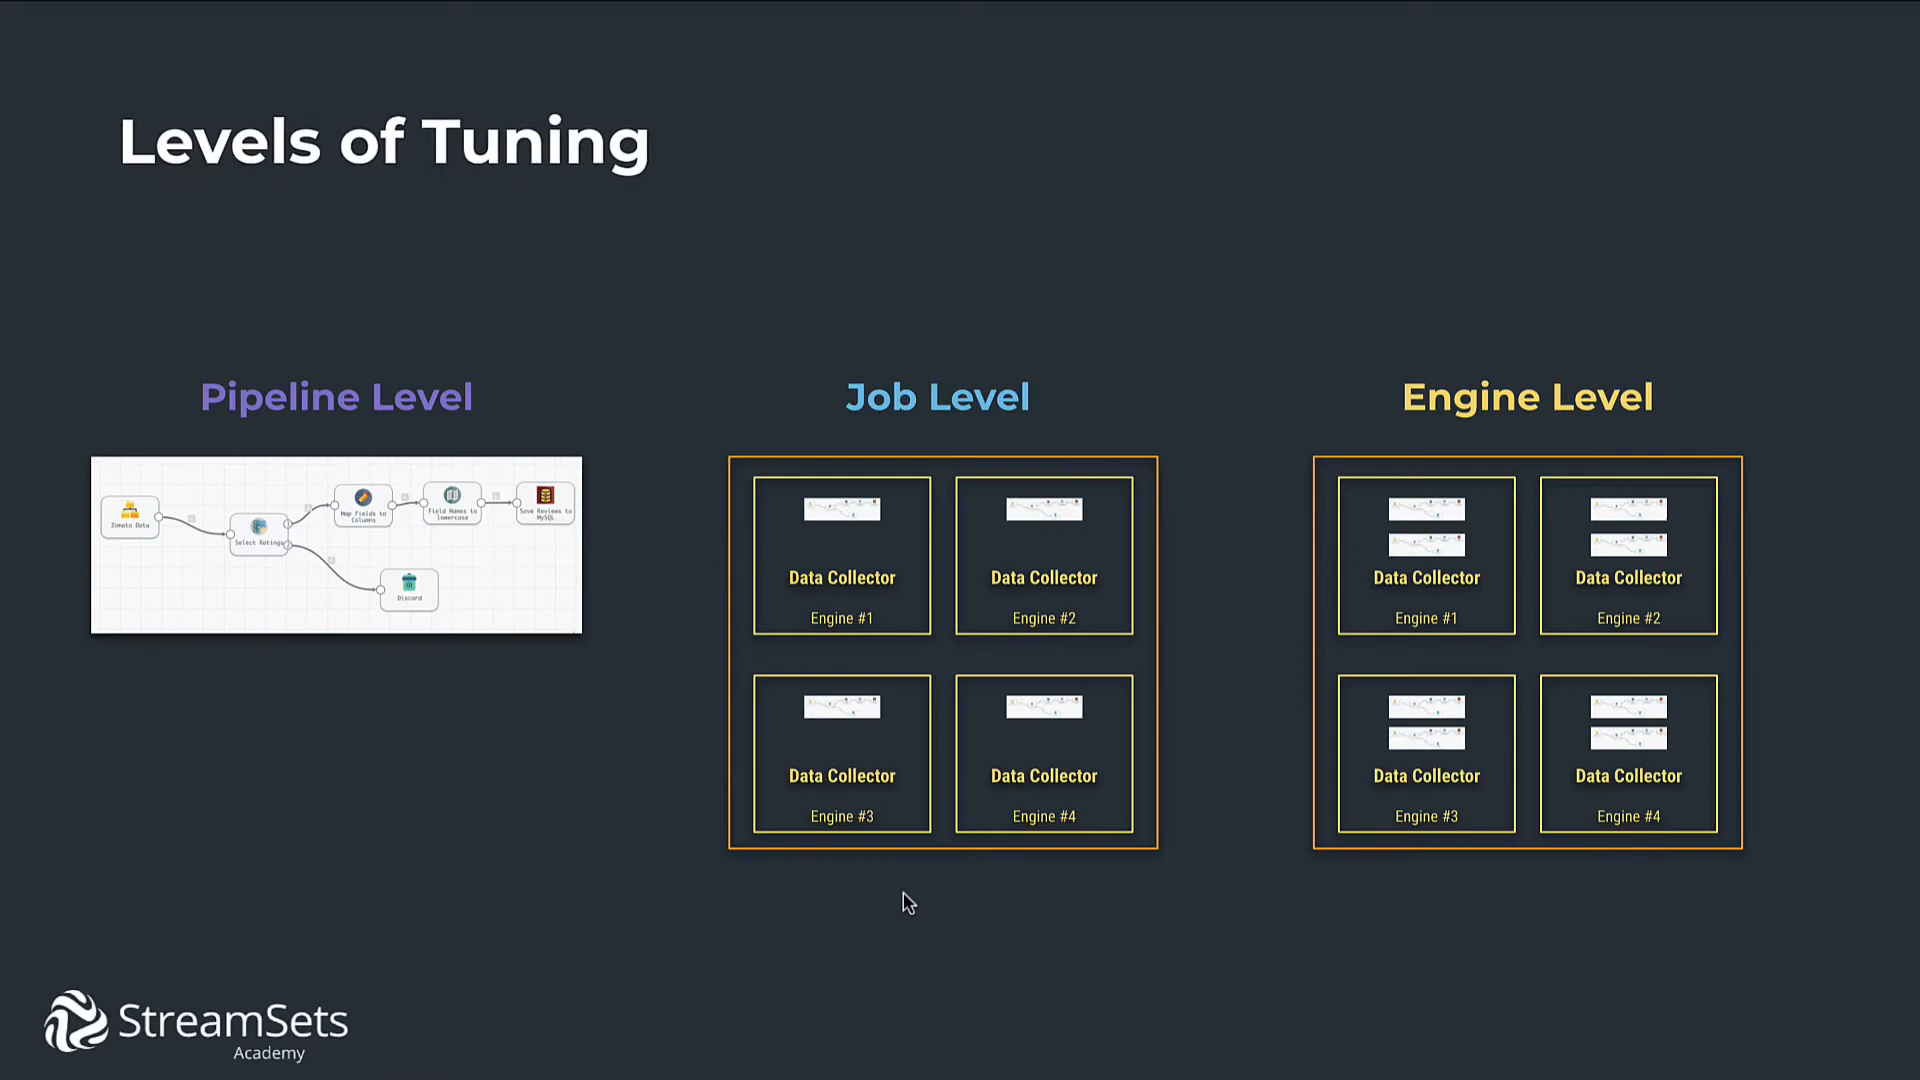 Levels of Tuning
Pipeline Level
Zomato Data
Select Ratings
1
2
Map Fields to
Columns
Field Names to
lowercase
Save Reviews to
MySQL
Discard
Job Level
Data Collector
Engine #1
Data Collector
Engine #2
Data Collector
Engine #3
Data Collector
Engine #4
Engine Level
Data Collector
Engine #1
Data Collector
Engine #2
Data Collector
Engine #3
Data Collector
Engine #4
StreamSets
Academy